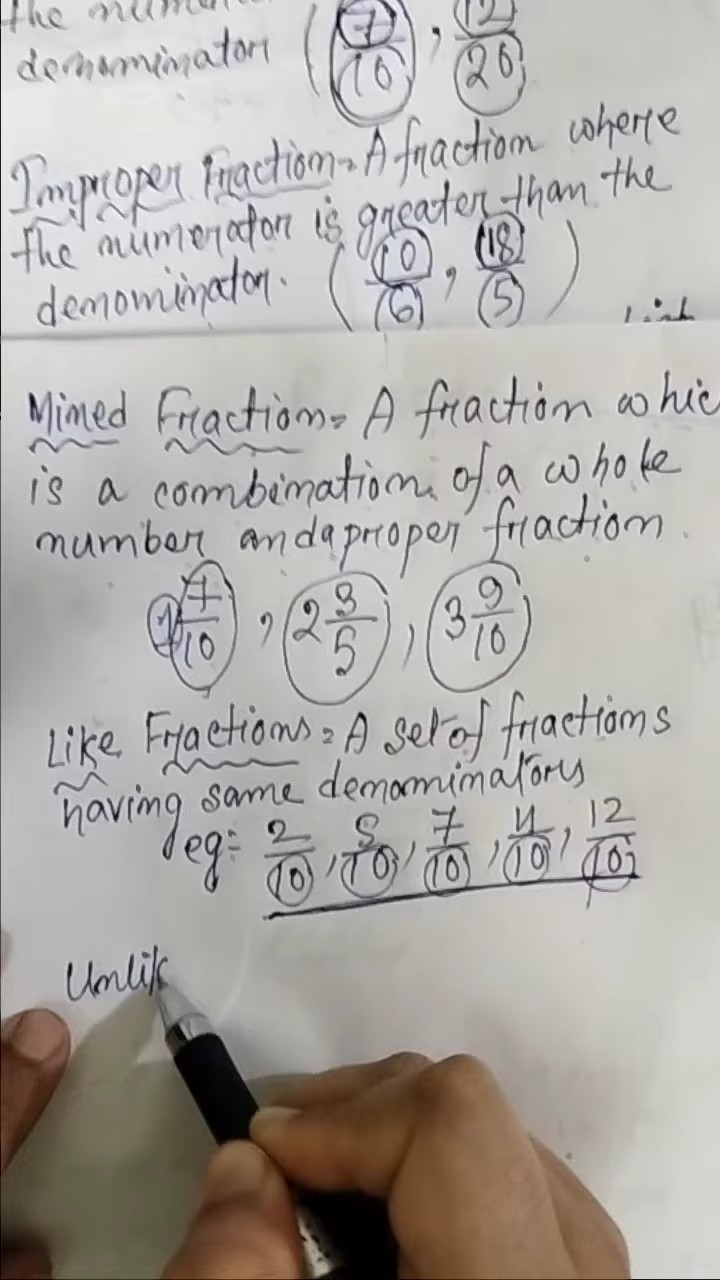 the num
denominator ( 7/10, 12/20
Improper Fraction = A fraction where
the numerator is greater than the
denominator. ( 10/6, 18/5 )
Mixed Fraction = A fraction whic
is a combination of a whole
number and a proper fraction.
1 7/10, 2 3/5, 3 9/10
Like Fractions = A set of fractions
having same denominators
eg:- 2/10, 5/10, 7/10, 4/10, 12/10
Unlik